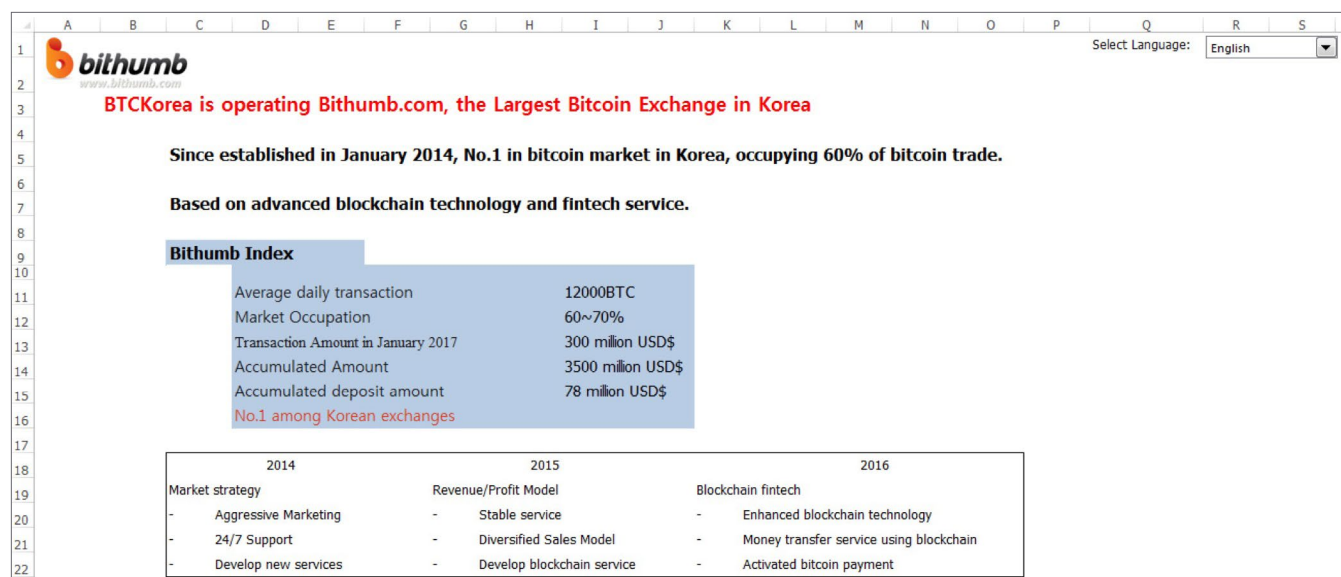 A B C D E F G H I J K L M N O P Q R S
1 Select Language: English
bithumb
2 www.bithumb.com
3 BTCKorea is operating Bithumb.com, the Largest Bitcoin Exchange in Korea
4
5 Since established in January 2014, No.1 in bitcoin market in Korea, occupying 60% of bitcoin trade.
6
7 Based on advanced blockchain technology and fintech service.
8
9 Bithumb Index
10
11 Average daily transaction 12000BTC
12 Market Occupation 60~70%
13 Transaction Amount in January 2017 300 million USD$
14 Accumulated Amount 3500 million USD$
15 Accumulated deposit amount 78 million USD$
16 No.1 among Korean exchanges
17
18 2014 2015 2016
19 Market strategy Revenue/Profit Model Blockchain fintech
20 - Aggressive Marketing - Stable service - Enhanced blockchain technology
21 - 24/7 Support - Diversified Sales Model - Money transfer service using blockchain
22 - Develop new services - Develop blockchain service - Activated bitcoin payment